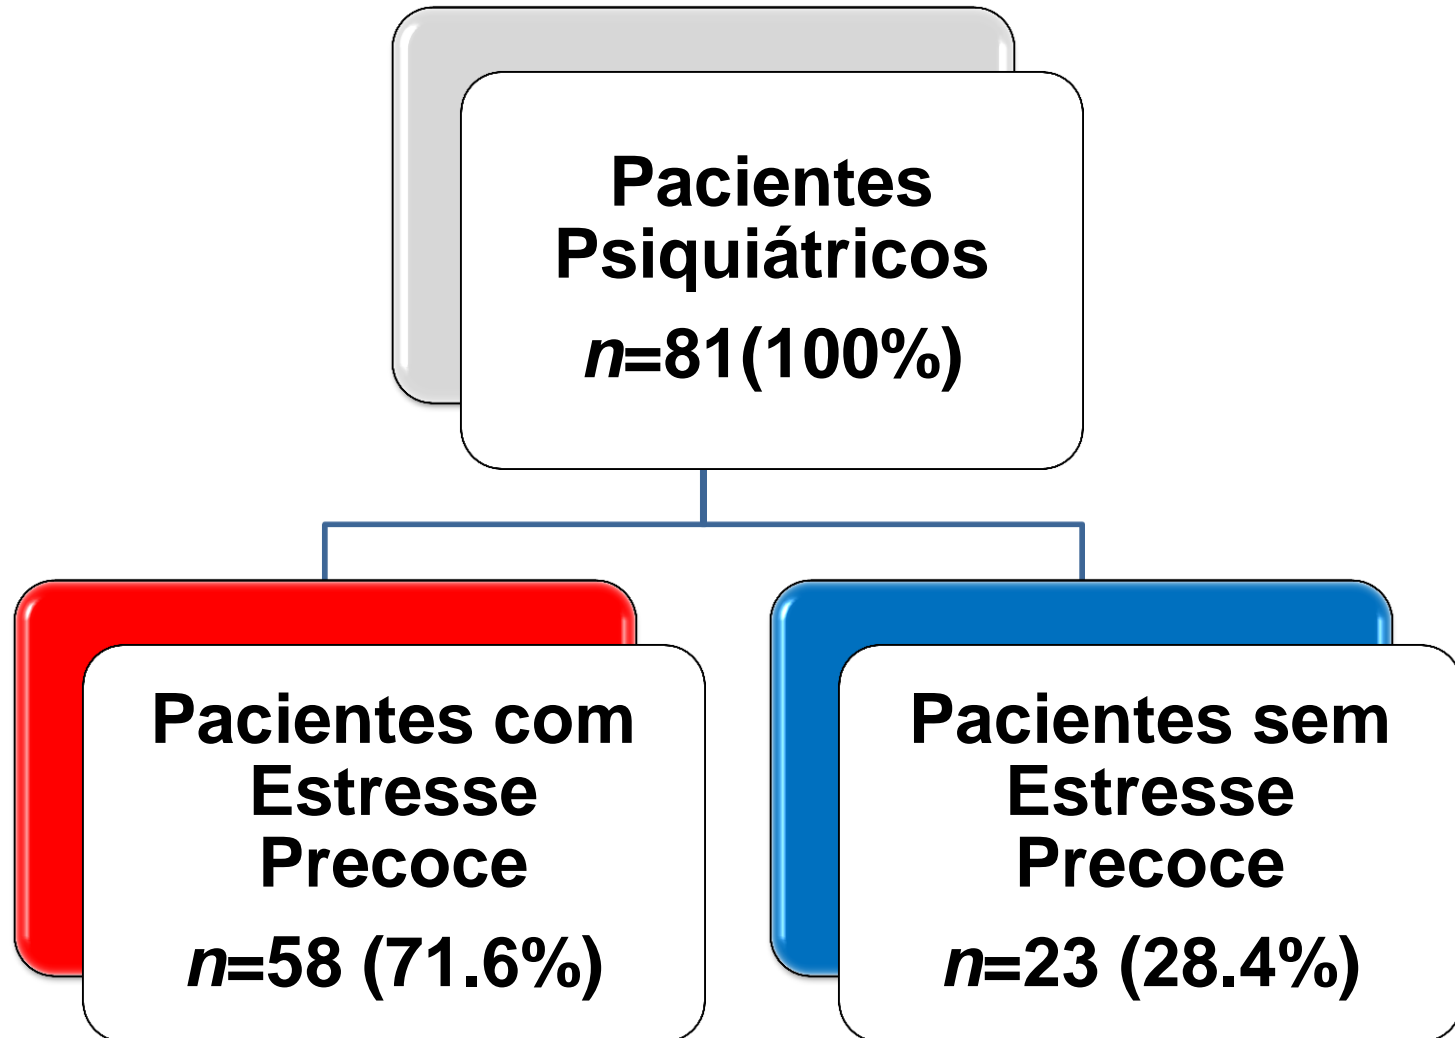 Pacientes
Psiquiátricos
n=81(100%)
Pacientes com
Estresse
Precoce
n=58 (71.6%)
Pacientes sem
Estresse
Precoce
n=23 (28.4%)